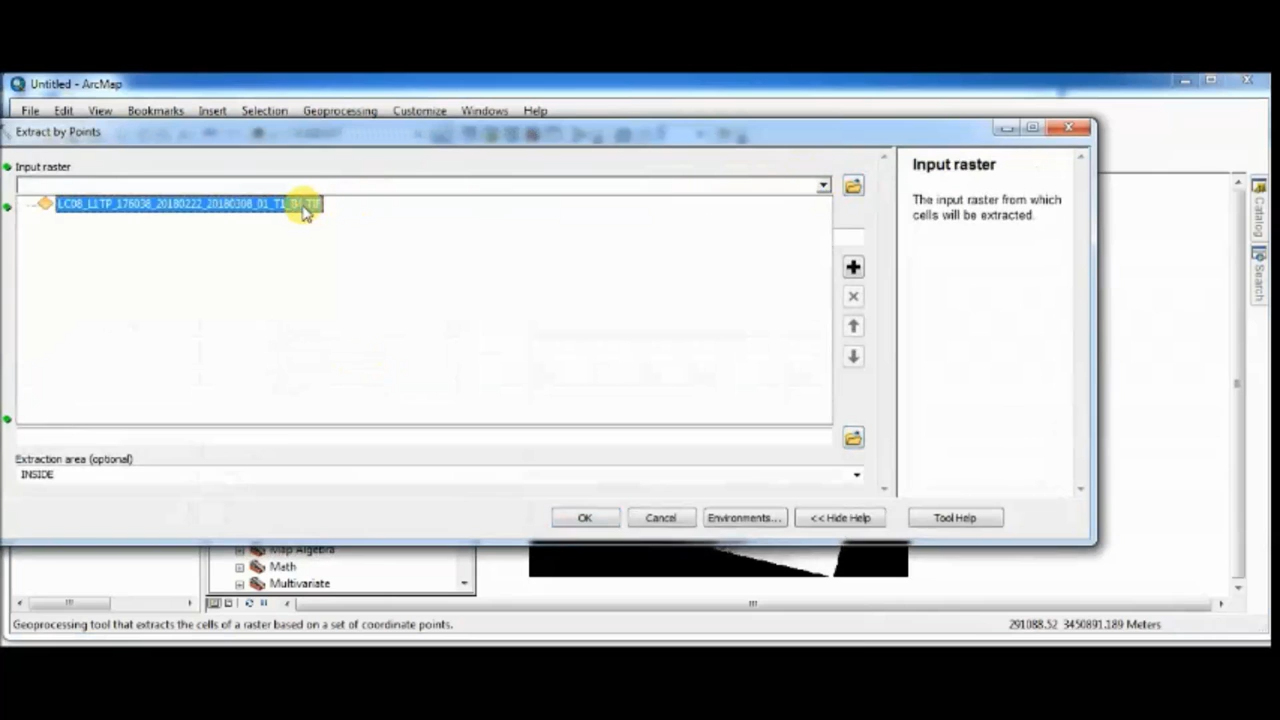 Untitled - ArcMap
File Edit View Bookmarks Insert Selection Geoprocessing Customize Windows Help
Extract by Points
Input raster
LC08_L1TP_176038_20180222_20180308_01_T1
Extraction area (optional)
INSIDE
OK Cancel Environments... << Hide Help Tool Help
Input raster
The input raster from which
cells will be extracted.
Catalog
Search
Map Algebra
Math
Multivariate
Geoprocessing tool that extracts the cells of a raster based on a set of coordinate points.
291088.52 3450891.189 Meters